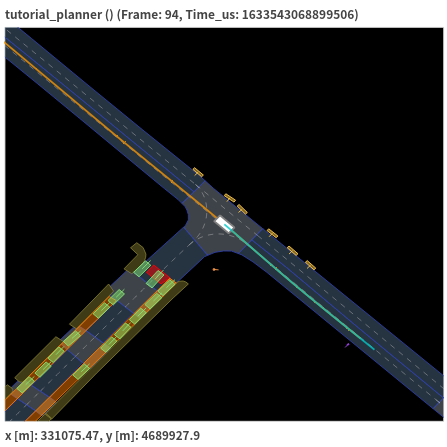 tutorial_planner () (Frame: 94, Time_us: 1633543068899506)
x [m]: 331075.47, y [m]: 4689927.9